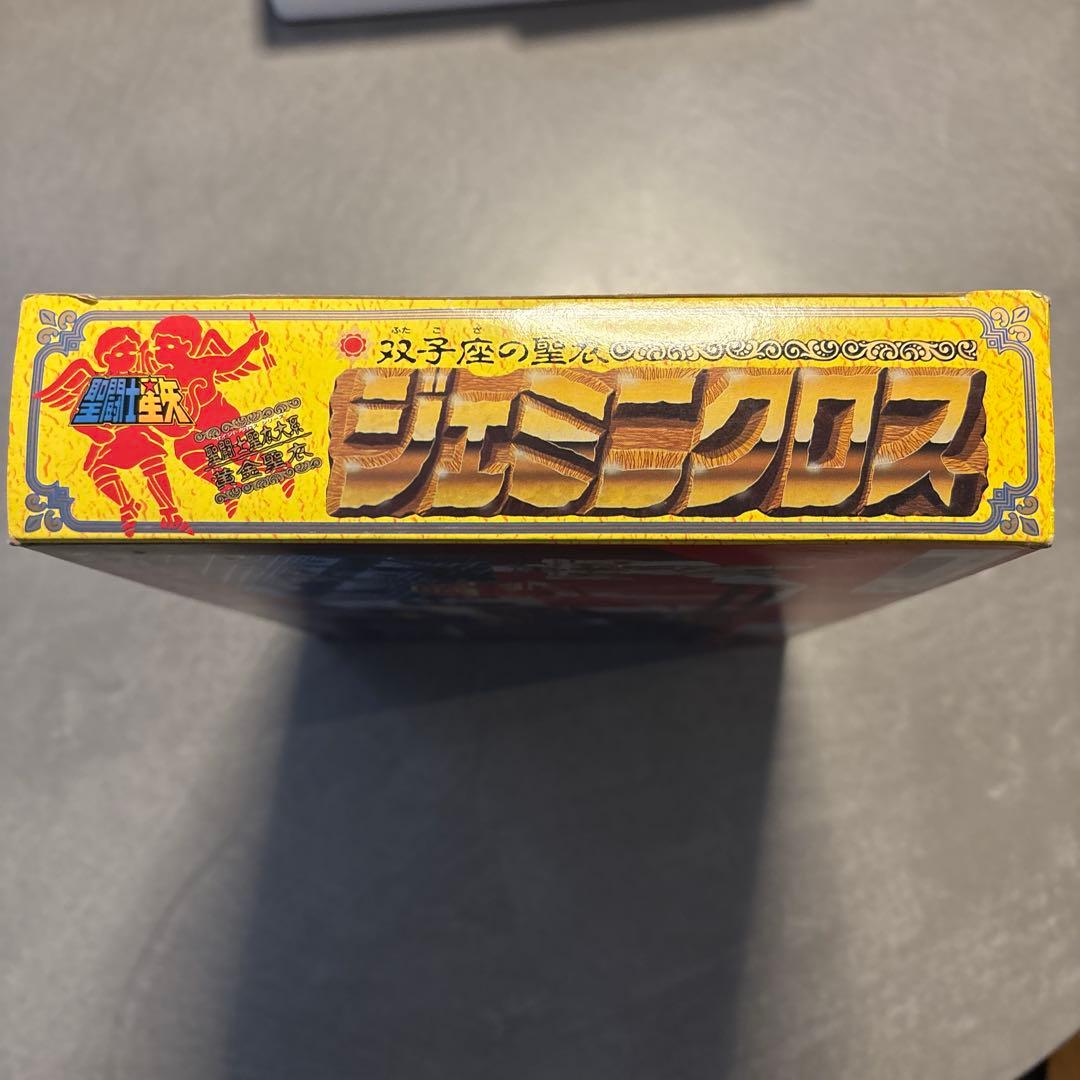 聖闘士星矢
聖闘士聖衣大系
黄金聖衣
ふたござ
双子座の聖衣
ジェミニクロス